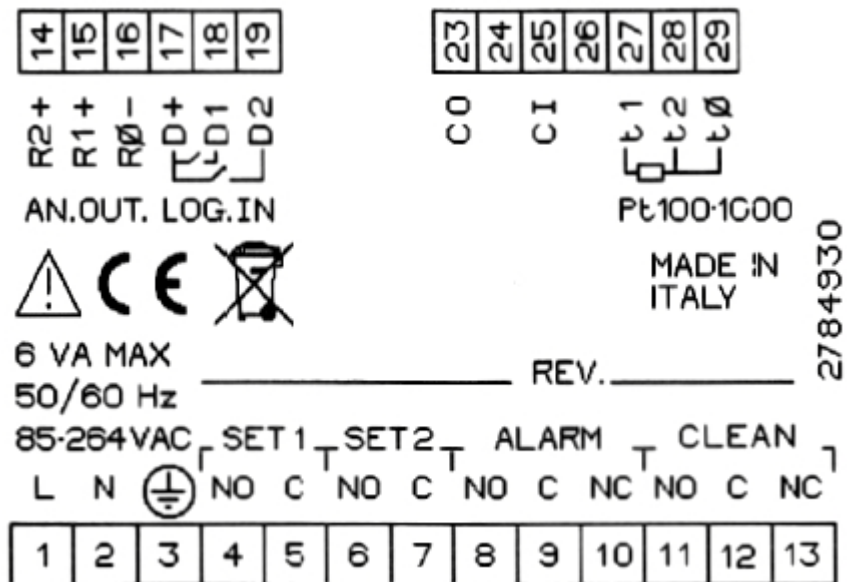 14 15 16 17 18 19
23 24 25 26 27 28 29
R2+ R1+ RØ- D+ D1 D2
CO CI t1 t2 tØ
AN.OUT. LOG.IN
Pt100-1000
CE
MADE IN
ITALY
2784930
6 VA MAX
50/60 Hz
REV.
85-264VAC SET1 SET2 ALARM CLEAN
L N NO C NO C NO C NC NO C NC
1 2 3 4 5 6 7 8 9 10 11 12 13